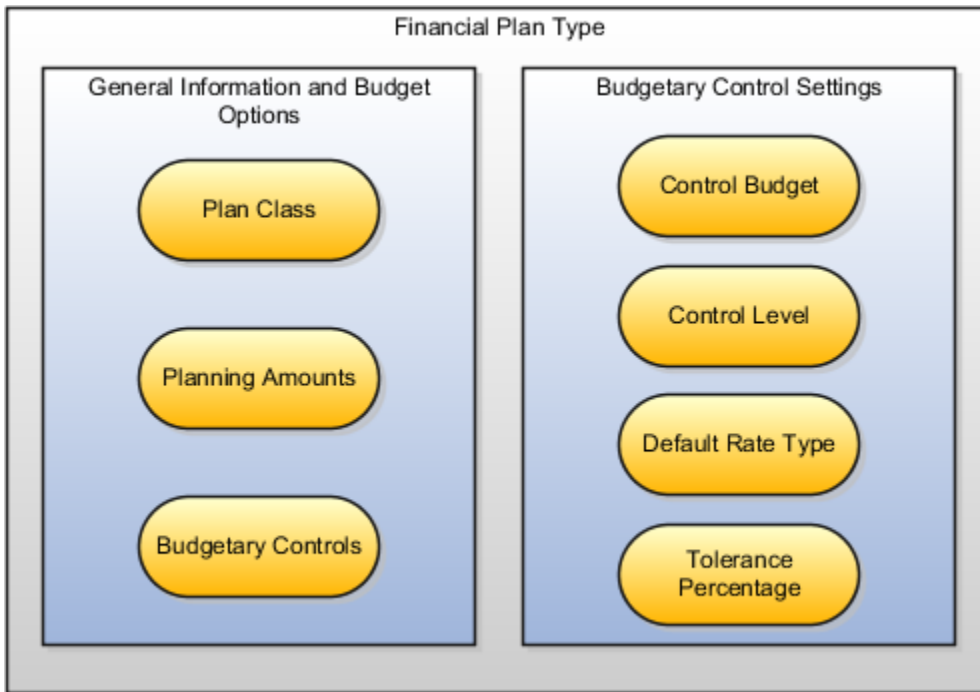 Financial Plan Type
General Information and Budget
Options
Plan Class
Planning Amounts
Budgetary Controls
Budgetary Control Settings
Control Budget
Control Level
Default Rate Type
Tolerance
Percentage